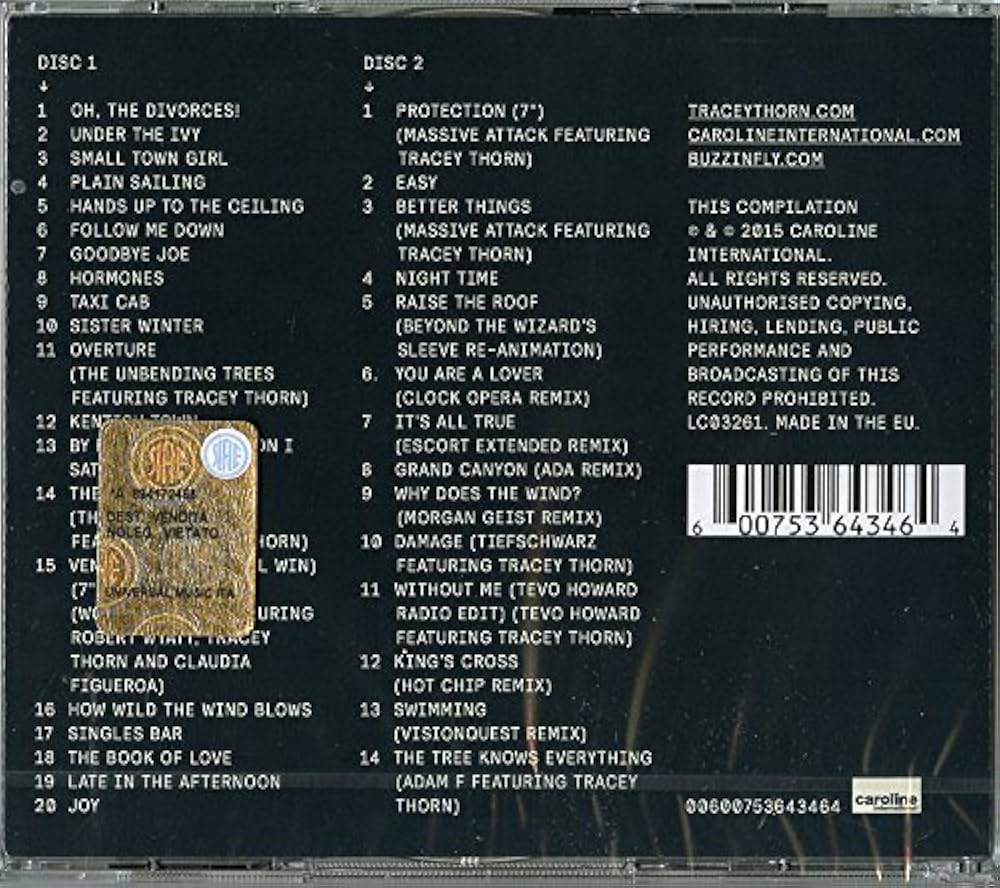 DISC 1
↓
1 OH, THE DIVORCES!
2 UNDER THE IVY
3 SMALL TOWN GIRL
4 PLAIN SAILING
5 HANDS UP TO THE CEILING
6 FOLLOW ME DOWN
7 GOODBYE JOE
8 HORMONES
9 TAXI CAB
10 SISTER WINTER
11 OVERTURE
(THE UNBENDING TREES
FEATURING TRACEY THORN)
12
13 BY I
14 THE
15 L WIN)
(7"
ROBERT WYATT, TRACEY
THORN AND CLAUDIA
FIGUEROA)
16 HOW WILD THE WIND BLOWS
17 SINGLES BAR
18 THE BOOK OF LOVE
19 LATE IN THE AFTERNOON
20 JOY
DEST. VENDITA
NOLEG. VIETATO
UNIVERSAL MUSIC ITA
DISC 2
↓
1 PROTECTION (7")
(MASSIVE ATTACK FEATURING
TRACEY THORN)
2 EASY
3 BETTER THINGS
(MASSIVE ATTACK FEATURING
TRACEY THORN)
4 NIGHT TIME
5 RAISE THE ROOF
(BEYOND THE WIZARD'S
SLEEVE RE-ANIMATION)
6. YOU ARE A LOVER
(CLOCK OPERA REMIX)
7 IT'S ALL TRUE
(ESCORT EXTENDED REMIX)
8 GRAND CANYON (ADA REMIX)
9 WHY DOES THE WIND?
(MORGAN GEIST REMIX)
10 DAMAGE (TIEFSCHWARZ
FEATURING TRACEY THORN)
11 WITHOUT ME (TEVO HOWARD
RADIO EDIT) (TEVO HOWARD
FEATURING TRACEY THORN)
12 KING'S CROSS
(HOT CHIP REMIX)
13 SWIMMING
(VISIONQUEST REMIX)
14 THE TREE KNOWS EVERYTHING
(ADAM F FEATURING TRACEY
THORN)
TRACEYTHORN.COM
CAROLINEINTERNATIONAL.COM
BUZZINFLY.COM
THIS COMPILATION
℗ & © 2015 CAROLINE
INTERNATIONAL.
ALL RIGHTS RESERVED.
UNAUTHORISED COPYING,
HIRING, LENDING, PUBLIC
PERFORMANCE AND
BROADCASTING OF THIS
RECORD PROHIBITED.
LC03261. MADE IN THE EU.
6 00753 64346 4
00600753643464
caroline